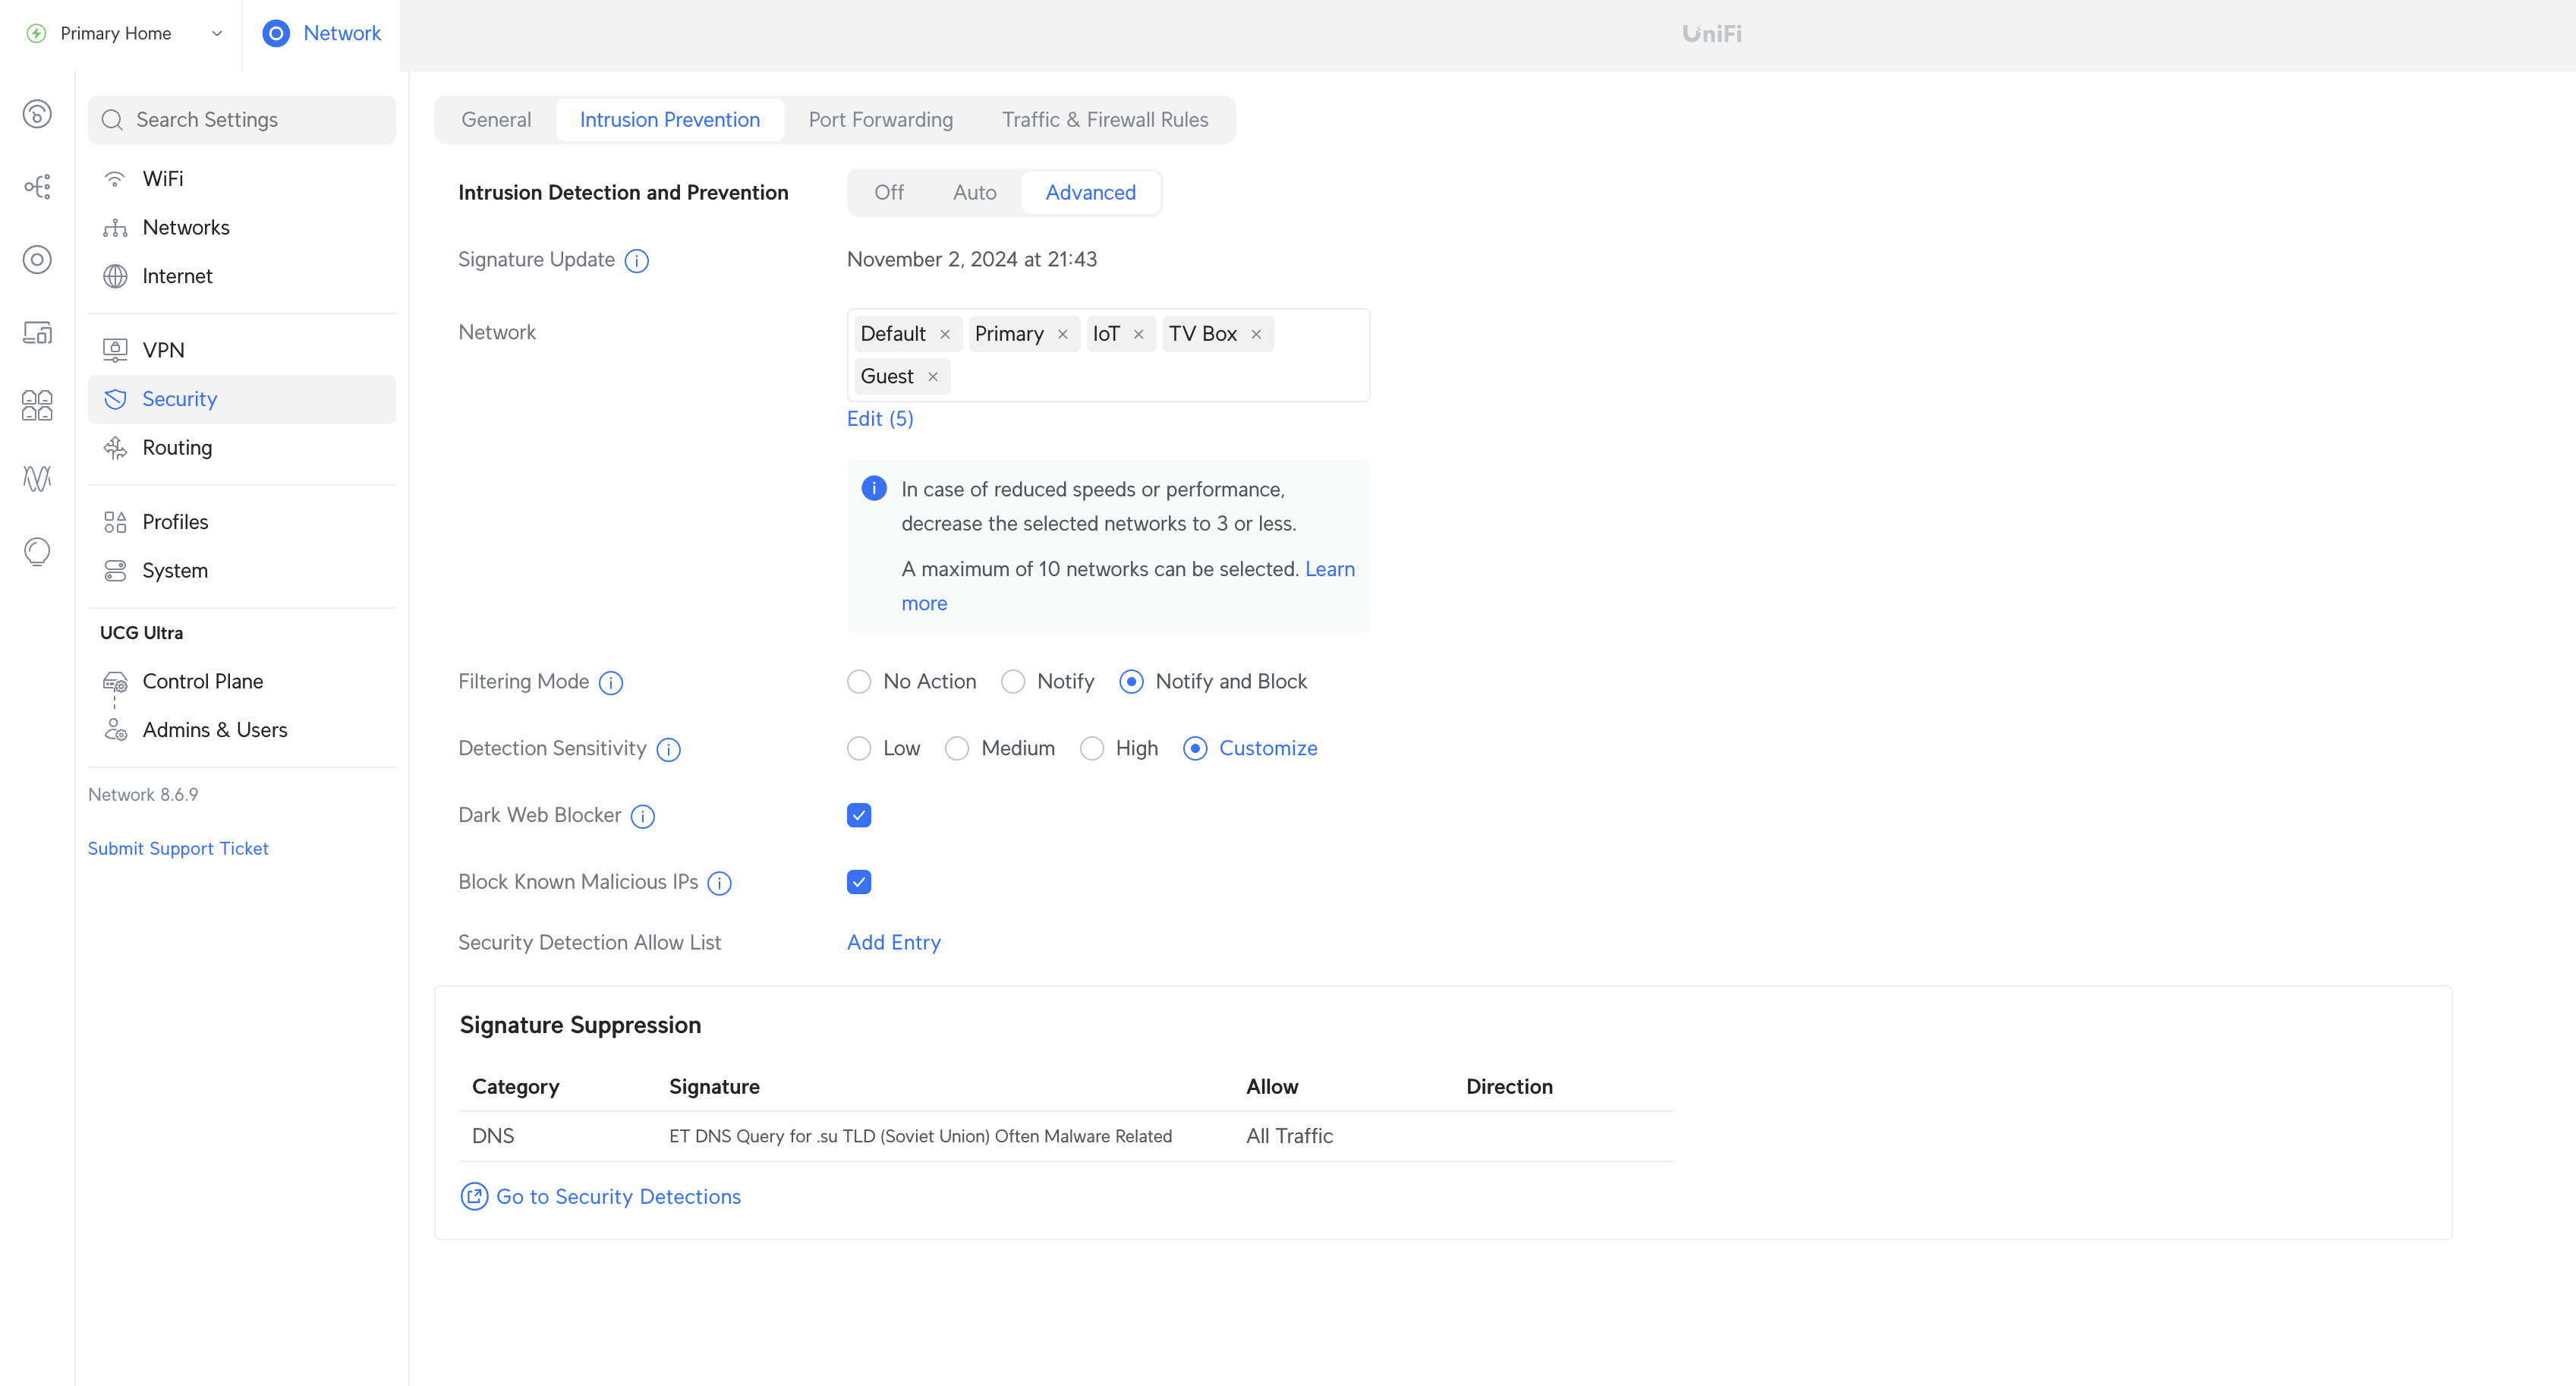 Primary Home
Network
UniFi
Search Settings
WiFi
Networks
Internet
VPN
Security
Routing
Profiles
System
UCG Ultra
Control Plane
Admins & Users
Network 8.6.9
Submit Support Ticket
General Intrusion Prevention Port Forwarding Traffic & Firewall Rules
Intrusion Detection and Prevention Off Auto Advanced
Signature Update November 2, 2024 at 21:43
Network Default Primary IoT TV Box
Guest
Edit (5)
In case of reduced speeds or performance,
decrease the selected networks to 3 or less.
A maximum of 10 networks can be selected. Learn
more
Filtering Mode No Action Notify Notify and Block
Detection Sensitivity Low Medium High Customize
Dark Web Blocker
Block Known Malicious IPs
Security Detection Allow List Add Entry
Signature Suppression
Category Signature Allow Direction
DNS ET DNS Query for .su TLD (Soviet Union) Often Malware Related All Traffic
Go to Security Detections